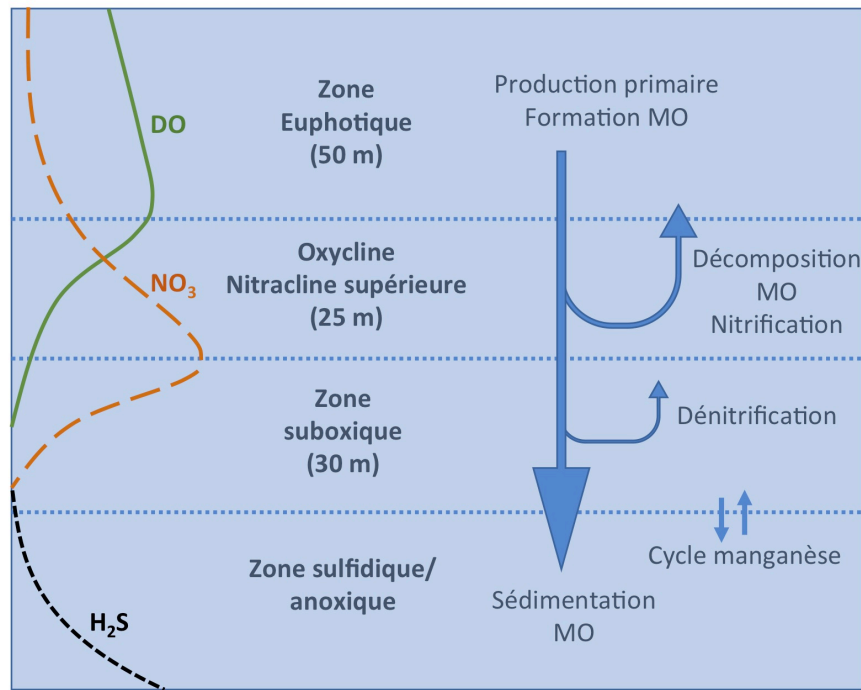 Zone
Euphotique
(50 m)
Production primaire
Formation MO
DO
Oxycline
Nitracline supérieure
(25 m)
NO₃
Décomposition
MO
Nitrification
Zone
suboxique
(30 m)
Dénitrification
Zone sulfidique/
anoxique
Cycle manganèse
Sédimentation
MO
H₂S